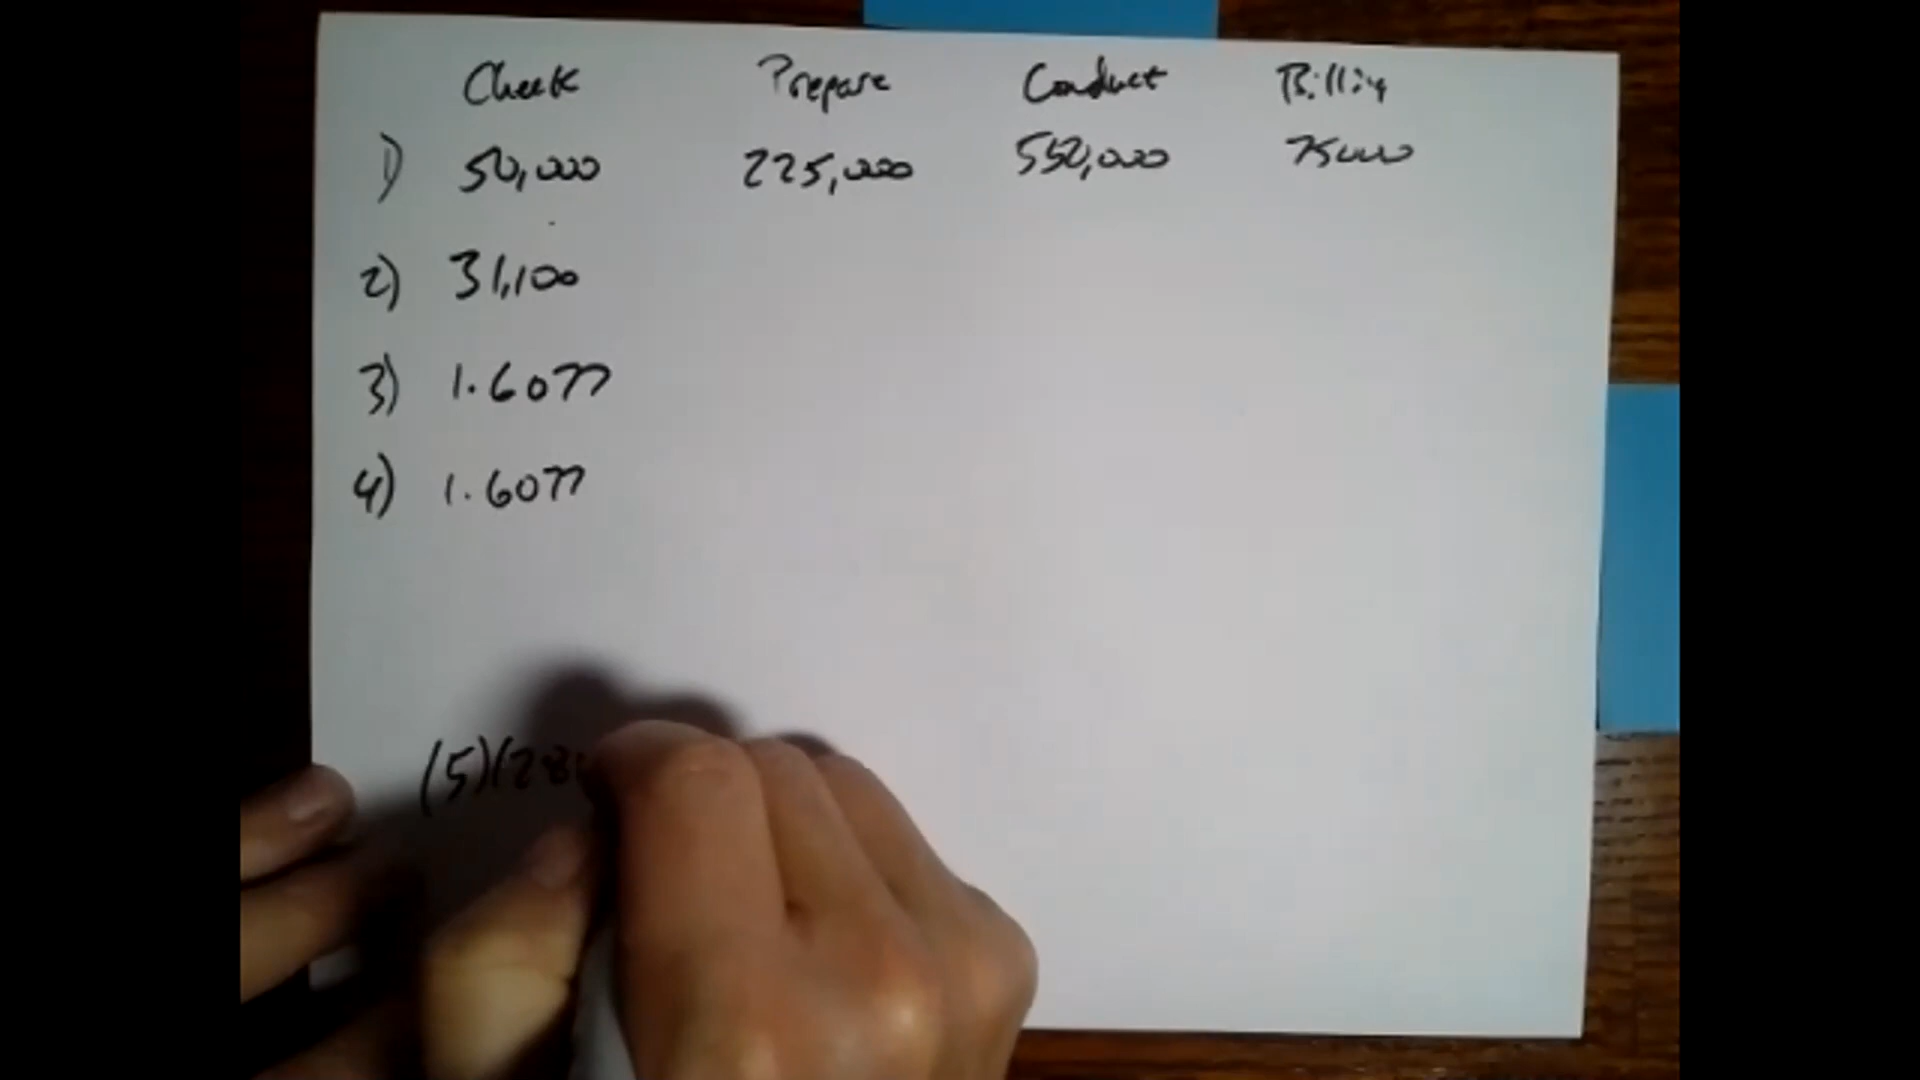 Check Prepare Conduct Billing
1) 50,000 225,000 550,000 75000
2) 31,100
3) 1.6077
4) 1.6077
(5)(28